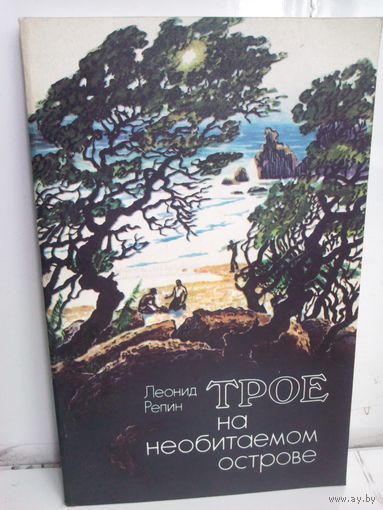 Леонид
Репин
ТРОЕ
на
необитаемом
острове
www.ay.by